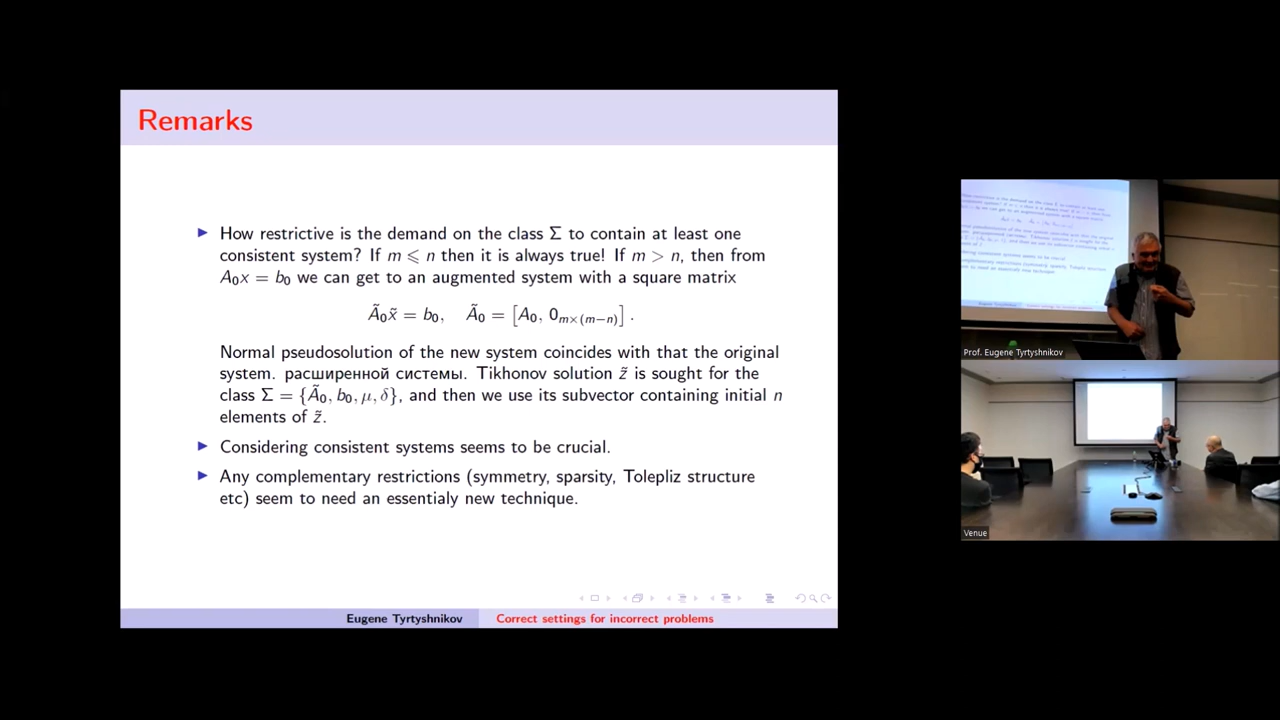 Remarks
How restrictive is the demand on the class Σ to contain at least one
consistent system? If m ⩽ n then it is always true! If m > n, then from
A₀x = b₀ we can get to an augmented system with a square matrix
Ã₀x̃ = b₀, Ã₀ = [A₀, 0ₘₓ₍ₘ₋ₙ₎] .
Normal pseudosolution of the new system coincides with that the original
system. расширенной системы. Tikhonov solution z̃ is sought for the
class Σ = {Ã₀, b₀, μ, δ}, and then we use its subvector containing initial n
elements of z̃.
Considering consistent systems seems to be crucial.
Any complementary restrictions (symmetry, sparsity, Tolepliz structure
etc) seem to need an essentialy new technique.
Eugene Tyrtyshnikov
Correct settings for incorrect problems
Prof. Eugene Tyrtyshnikov
Venue